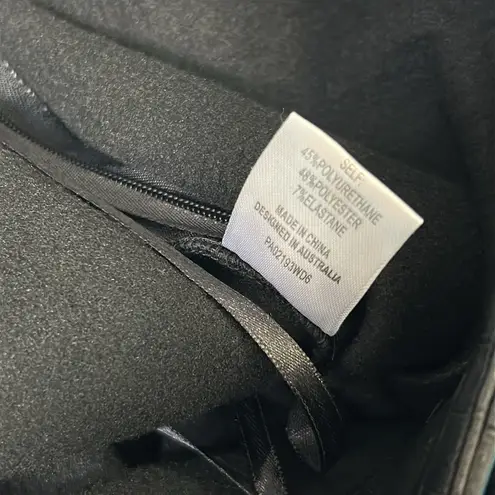 SELF
45%POLYURETHANE
48%POLYESTER
7%ELASTANE
MADE IN CHINA
DESIGNED IN AUSTRALIA
PA02193WD6